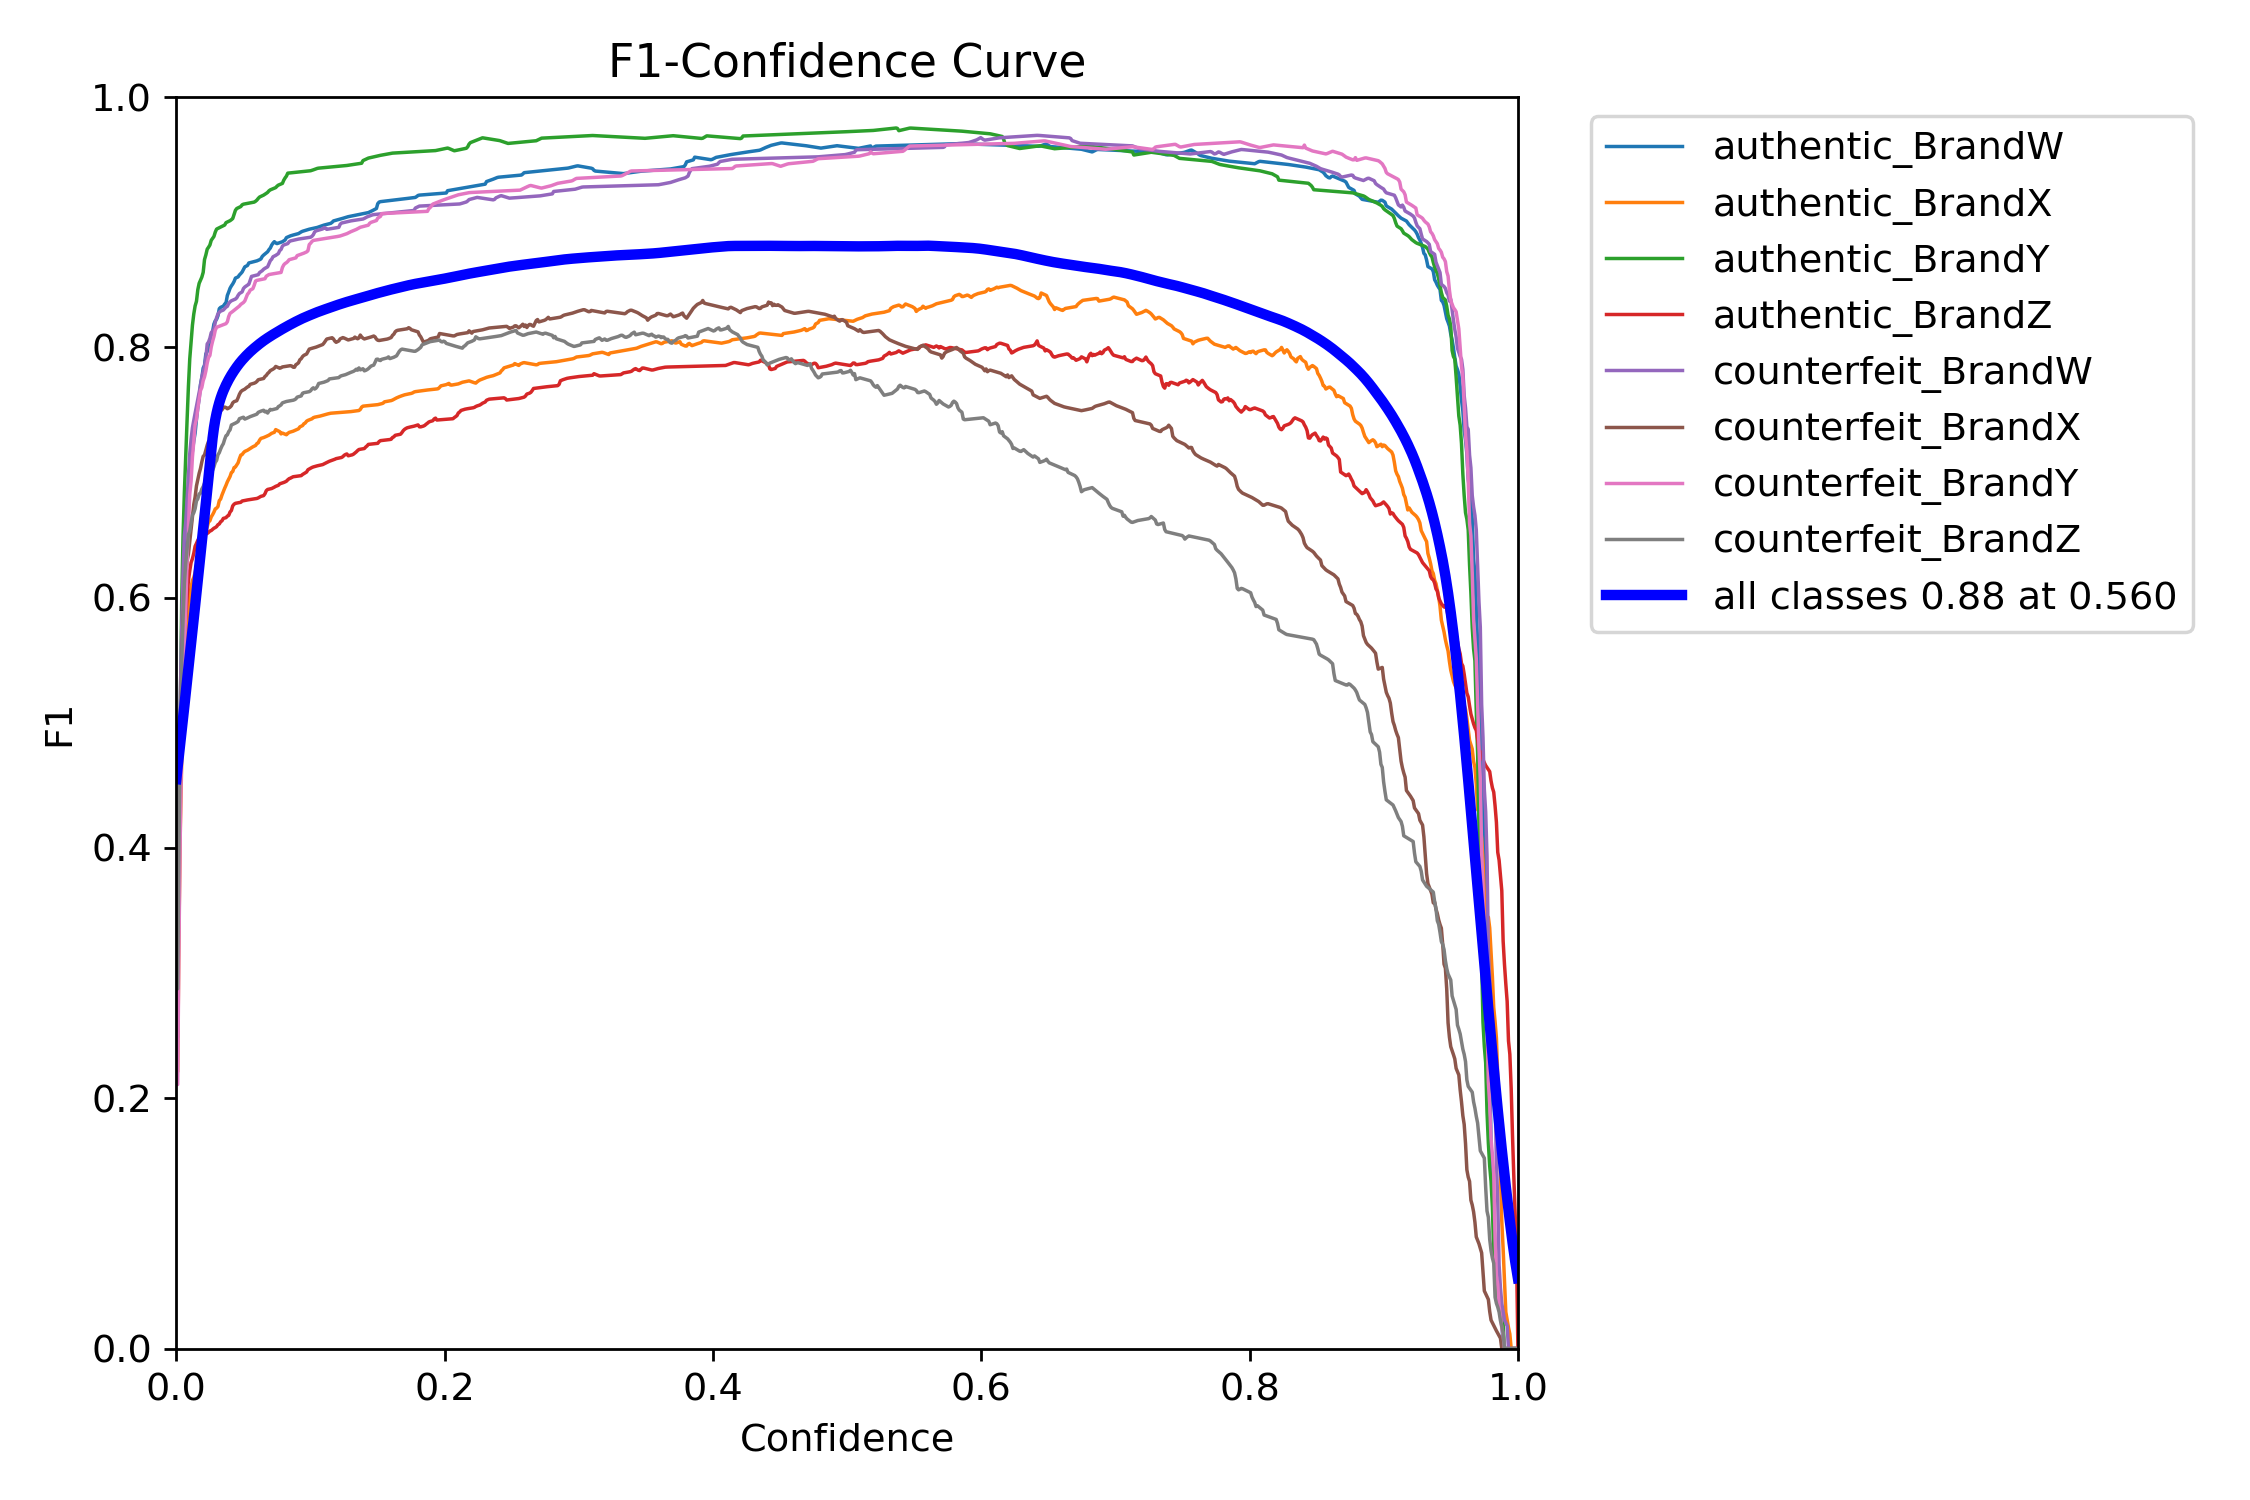 F1-Confidence Curve
1.0
0.8
0.6
0.4
0.2
0.0
F1
0.0 0.2 0.4 0.6 0.8 1.0
Confidence
authentic_BrandW
authentic_BrandX
authentic_BrandY
authentic_BrandZ
counterfeit_BrandW
counterfeit_BrandX
counterfeit_BrandY
counterfeit_BrandZ
all classes 0.88 at 0.560